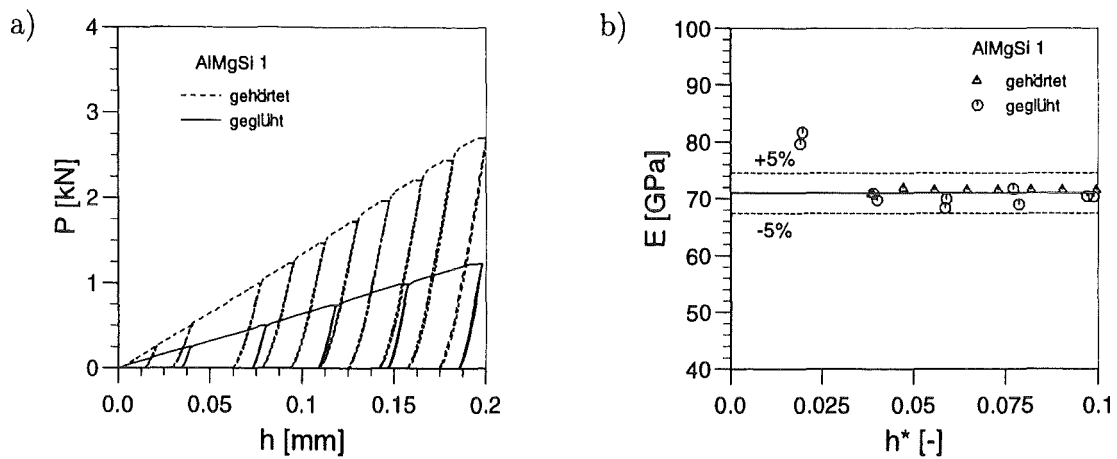 a)
4
3
2
1
0
P [kN]
AlMgSi 1
gehärtet
geglüht
0.0
0.05
0.1
0.15
0.2
h [mm]
b)
100
90
80
70
60
50
40
E [GPa]
AlMgSi 1
gehärtet
geglüht
+5%
-5%
0
0.025
0.05
0.075
0.1
h* [-]